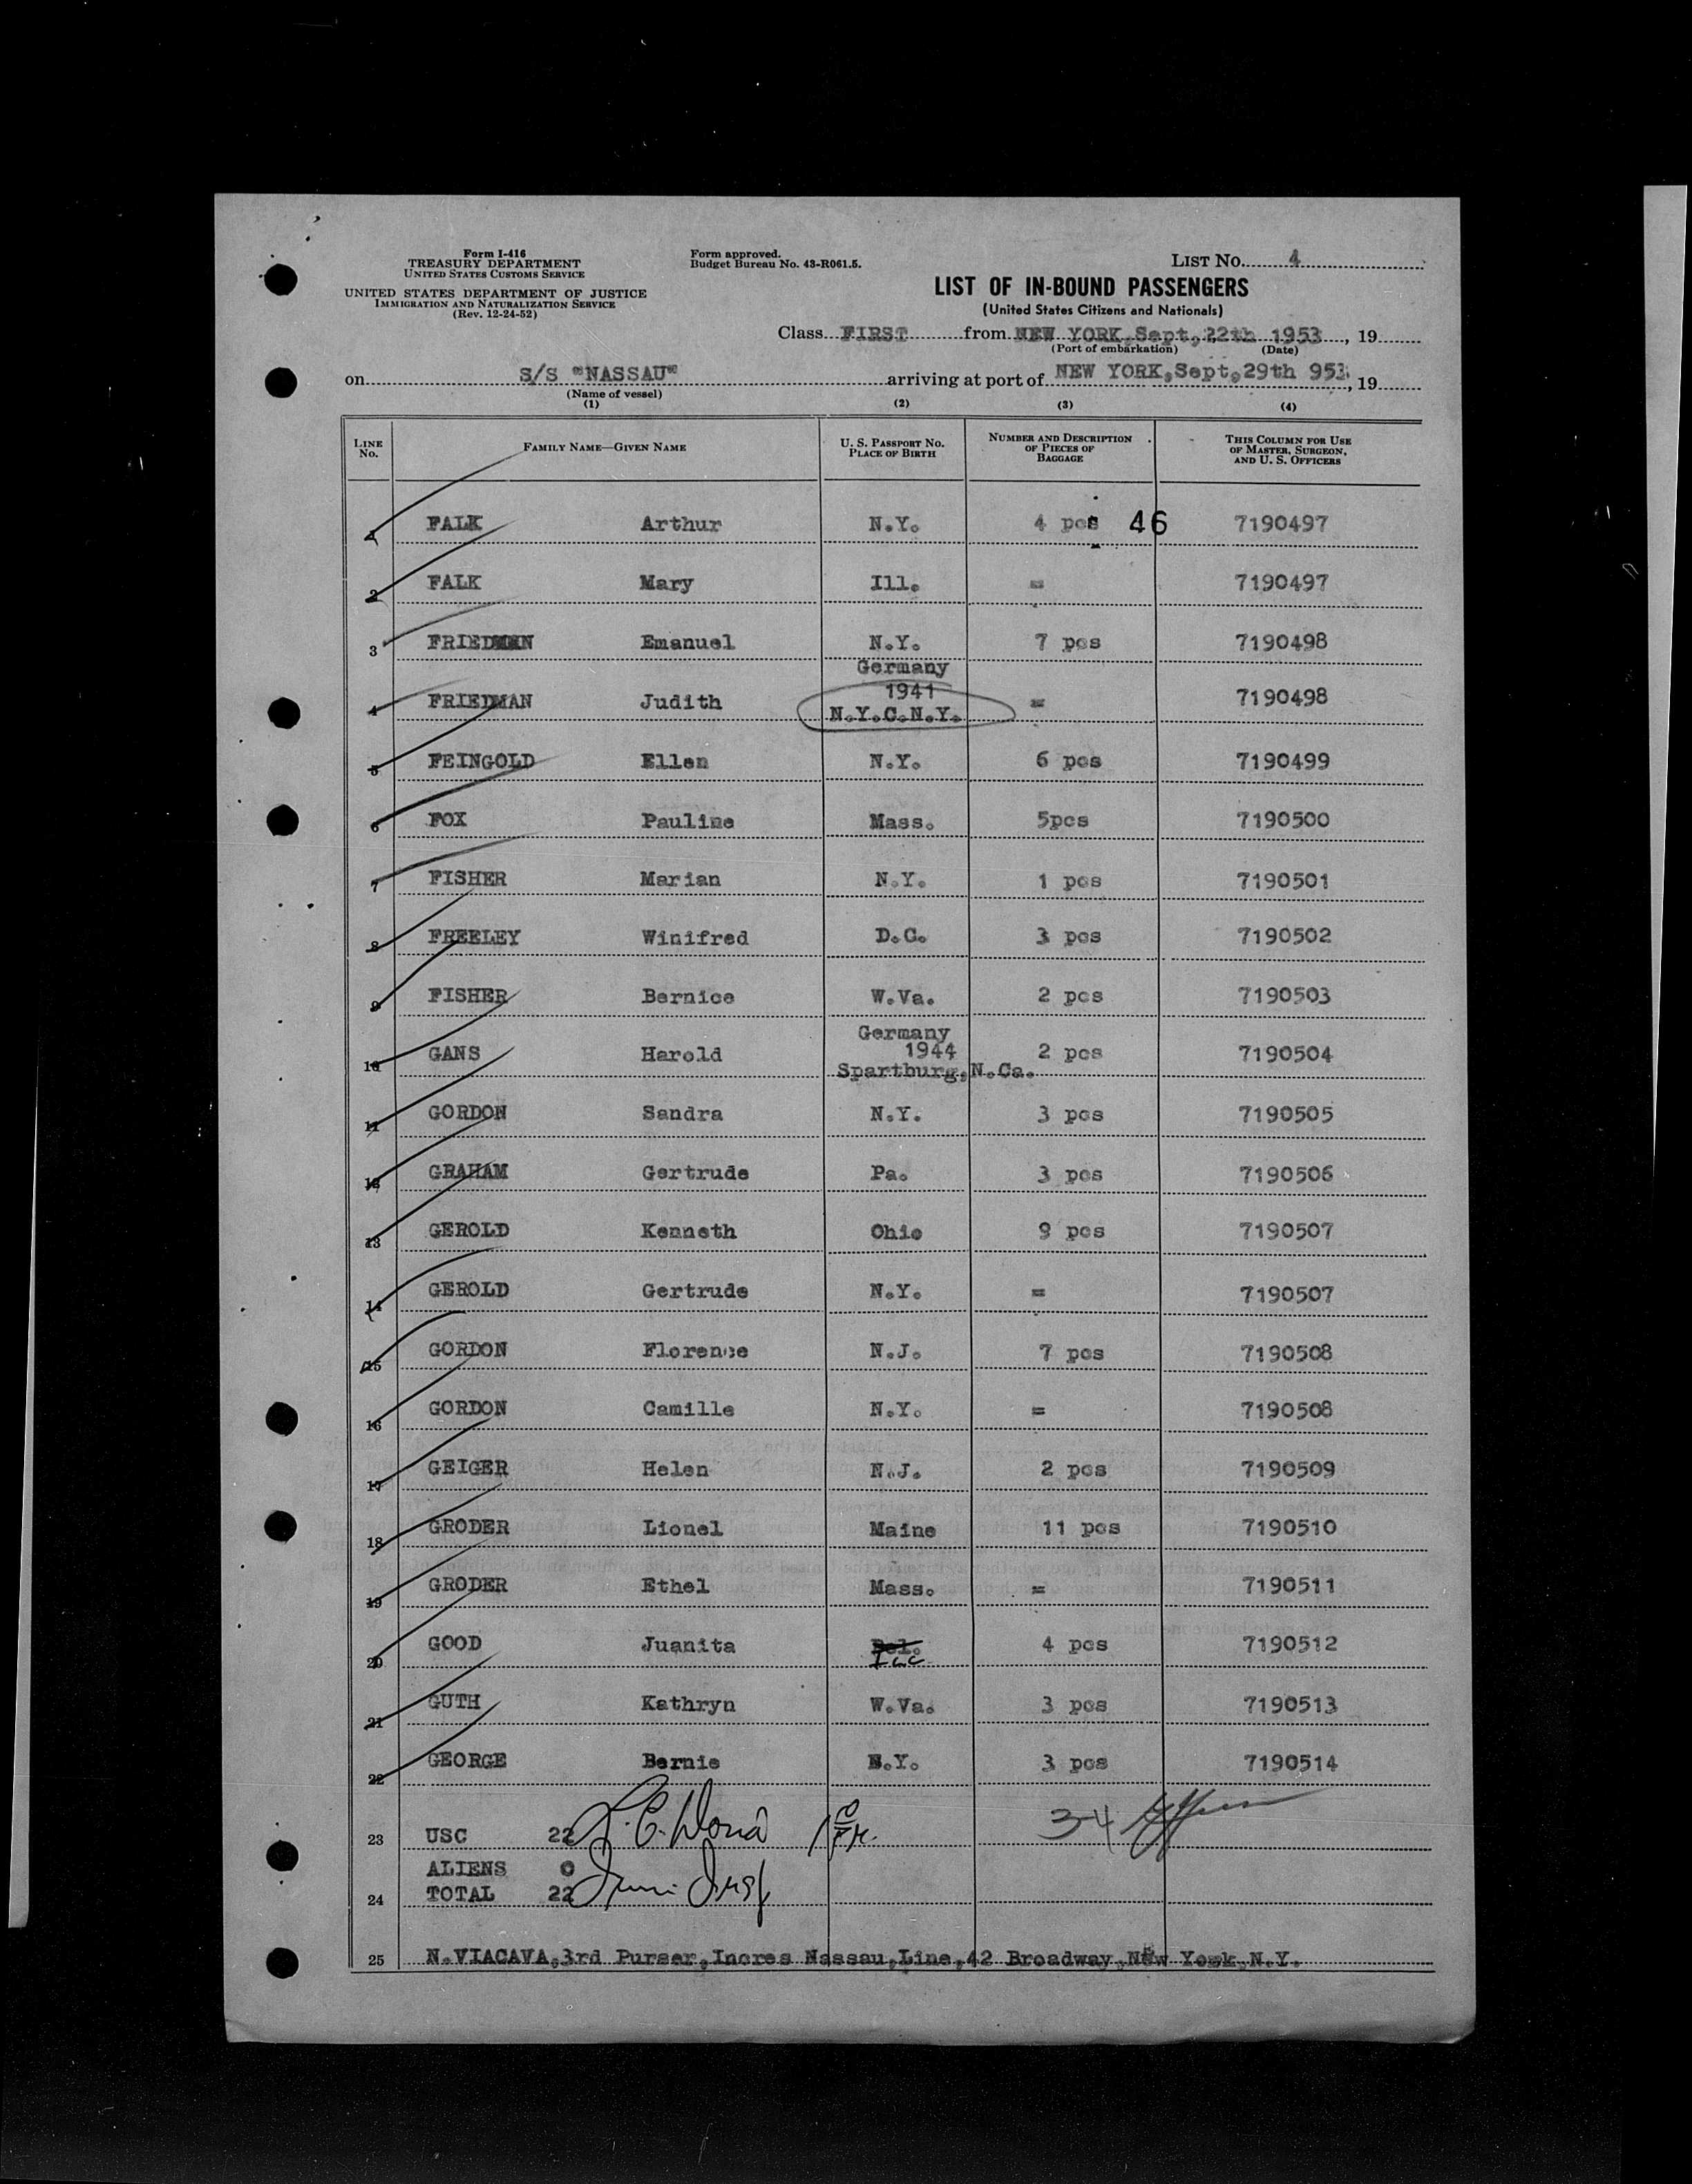 Form I-416
TREASURY DEPARTMENT
UNITED STATES CUSTOMS SERVICE
UNITED STATES DEPARTMENT OF JUSTICE
IMMIGRATION AND NATURALIZATION SERVICE
(Rev. 12-24-52)
Form approved.
Budget Bureau No. 43-R061.5.
LIST NO. 4
LIST OF IN-BOUND PASSENGERS
(United States Citizens and Nationals)
Class FIRST from NEW YORK,Sept,22th 1953, 19
(Port of embarkation) (Date)
on S/S "NASSAU" arriving at port of NEW YORK,Sept,29th 953, 19
(Name of vessel)
(1) (2) (3) (4)
LINE NO. FAMILY NAME—GIVEN NAME U. S. PASSPORT NO. PLACE OF BIRTH NUMBER AND DESCRIPTION OF PIECES OF BAGGAGE THIS COLUMN FOR USE OF MASTER, SURGEON, AND U. S. OFFICERS
1 FALK Arthur N.Y. 4 pcs 46 7190497
2 FALK Mary Ill. = 7190497
3 FRIEDMAN Emanuel N.Y. 7 pcs 7190498
Germany
1941
4 FRIEDMAN Judith N.Y.C.N.Y. = 7190498
5 FEINGOLD Ellen N.Y. 6 pcs 7190499
6 FOX Pauline Mass. 5pcs 7190500
7 FISHER Marian N.Y. 1 pcs 7190501
8 FREELEY Winifred D.C. 3 pcs 7190502
9 FISHER Bernice W.Va. 2 pcs 7190503
Germany
1944
10 GANS Harold 2 pcs 7190504
Spartburg,N.Ca.
11 GORDON Sandra N.Y. 3 pcs 7190505
12 GRAHAM Gertrude Pa. 3 pcs 7190506
13 GEROLD Kenneth Ohio 9 pcs 7190507
14 GEROLD Gertrude N.Y. = 7190507
15 GORDON Florence N.J. 7 pcs 7190508
16 GORDON Camille N.Y. = 7190508
17 GEIGER Helen N.J. 2 pcs 7190509
18 GRODER Lionel Maine 11 pcs 7190510
19 GRODER Ethel Mass. = 7190511
20 GOOD Juanita 4 pcs 7190512
21 GUTH Kathryn W.Va. 3 pcs 7190513
22 GEORGE Bernie N.Y. 3 pcs 7190514
23 USC 22 34
ALIENS 0
24 TOTAL 22
25 N.VIACAVA,3rd Purser,Incres Nassau,Line,42 Broadway,New York,N.Y.